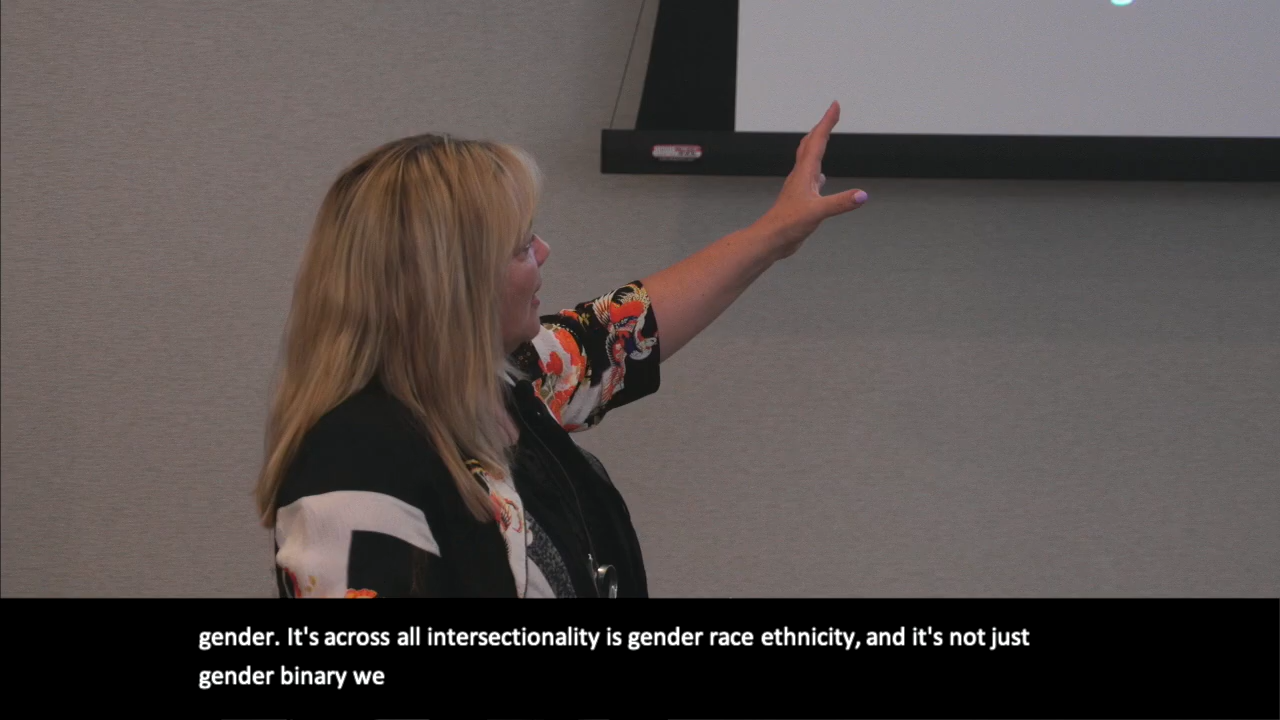 gender. It's across all intersectionality is gender race ethnicity, and it's not just
gender binary we